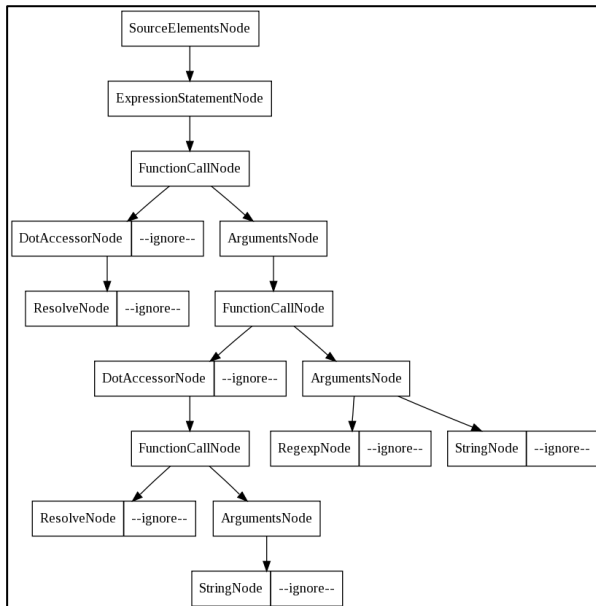 SourceElementsNode
ExpressionStatementNode
FunctionCallNode
DotAccessorNode --ignore-- ArgumentsNode
ResolveNode --ignore-- FunctionCallNode
DotAccessorNode --ignore-- ArgumentsNode
FunctionCallNode RegexpNode --ignore-- StringNode --ignore--
ResolveNode --ignore-- ArgumentsNode
StringNode --ignore--